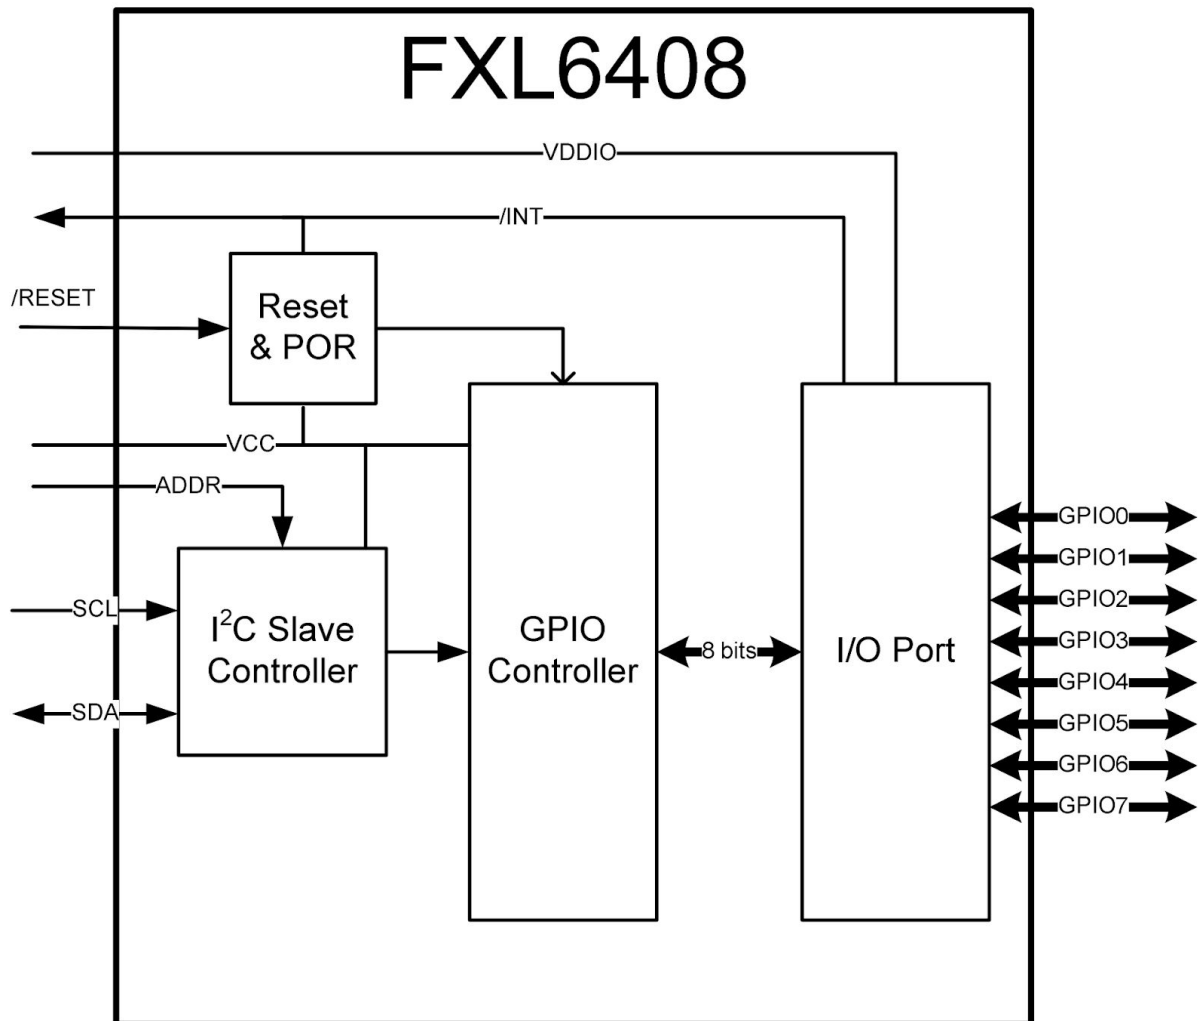 FXL6408
VDDIO
/INT
/RESET
Reset
& POR
VCC
ADDR
SCL
SDA
I²C Slave
Controller
GPIO
Controller
8 bits
I/O Port
GPIO0
GPIO1
GPIO2
GPIO3
GPIO4
GPIO5
GPIO6
GPIO7